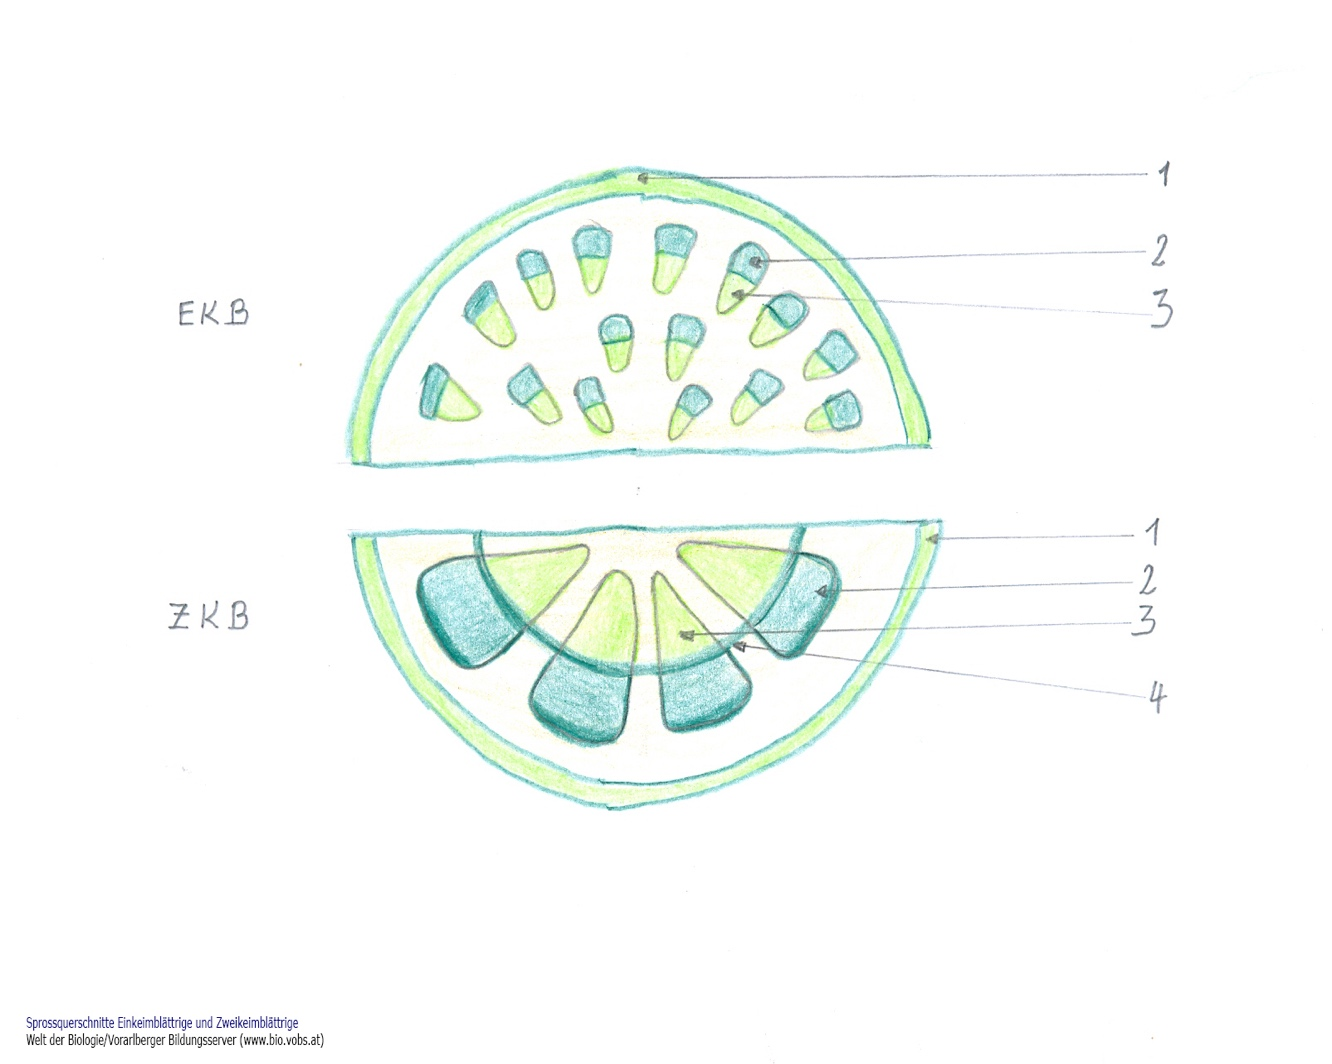 1
2
EKB
3
1
2
ZKB
3
4
Sprossquerschnitte Einkeimblättrige und Zweikeimblättrige
Welt der Biologie/Vorarlberger Bildungsserver (www.bio.vobs.at)